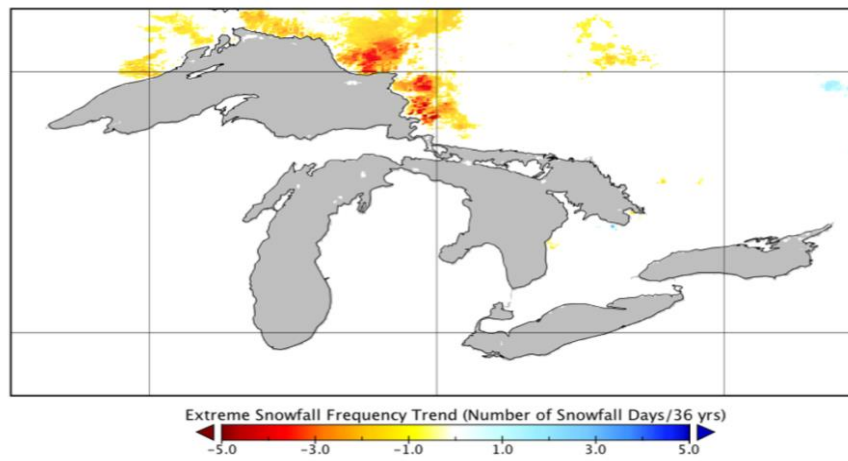 Extreme Snowfall Frequency Trend (Number of Snowfall Days/36 yrs)
-5.0 -3.0 -1.0 1.0 3.0 5.0